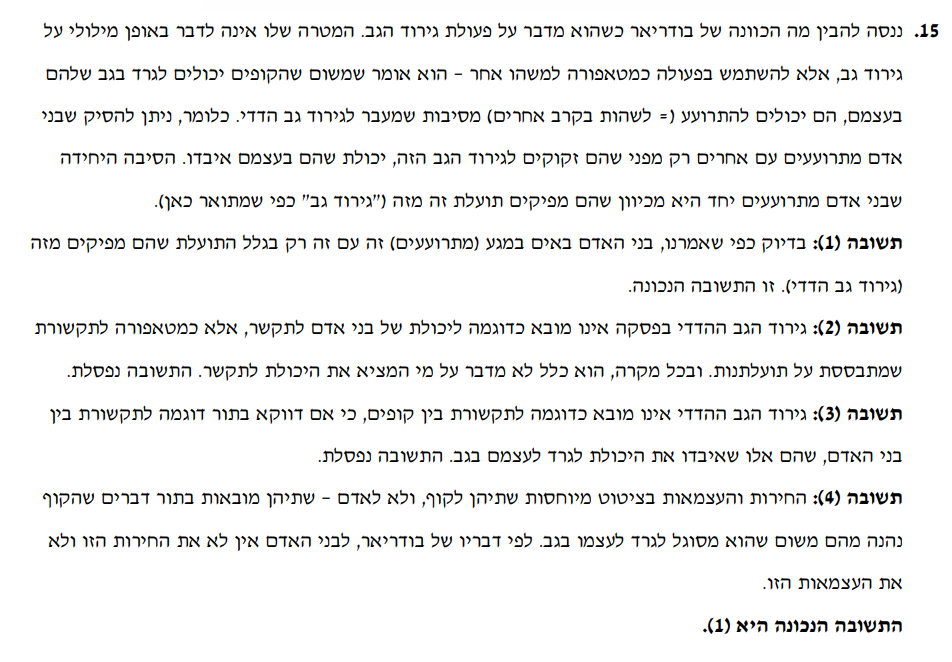 15. ננסה להבין מה הכוונה של בודריאר כשהוא מדבר על פעולת גירוד הגב. המטרה שלו אינה לדבר באופן מילולי על
גירוד גב, אלא להשתמש בפעולה כמטאפורה למשהו אחר – הוא אומר שמשום שהקופים יכולים לגרד בגב שלהם
בעצמם, הם יכולים להתרועע (= לשהות בקרב אחרים) מסיבות שמעבר לגירוד גב הדדי. כלומר, ניתן להסיק שבני
אדם מתרועעים עם אחרים רק מפני שהם זקוקים לגירוד הגב הזה, יכולת שהם בעצמם איבדו. הסיבה היחידה
שבני אדם מתרועעים יחד היא מכיוון שהם מפיקים תועלת זה מזה ("גירוד גב" כפי שמתואר כאן).
תשובה (1): בדיוק כפי שאמרנו, בני האדם באים במגע (מתרועעים) זה עם זה רק בגלל התועלת שהם מפיקים מזה
(גירוד גב הדדי). זו התשובה הנכונה.
תשובה (2): גירוד הגב ההדדי בפסקה אינו מובא כדוגמה ליכולת של בני אדם לתקשר, אלא כמטאפורה לתקשורת
שמתבססת על תועלתנות. ובכל מקרה, הוא כלל לא מדבר על מי המציא את היכולת לתקשר. התשובה נפסלת.
תשובה (3): גירוד הגב ההדדי אינו מובא כדוגמה לתקשורת בין קופים, כי אם דווקא בתור דוגמה לתקשורת בין
בני האדם, שהם אלו שאיבדו את היכולת לגרד לעצמם בגב. התשובה נפסלת.
תשובה (4): החירות והעצמאות בציטוט מיוחסות שתיהן לקוף, ולא לאדם – שתיהן מובאות בתור דברים שהקוף
נהנה מהם משום שהוא מסוגל לגרד לעצמו בגב. לפי דבריו של בודריאר, לבני האדם אין לא את החירות הזו ולא
את העצמאות הזו.
התשובה הנכונה היא (1).